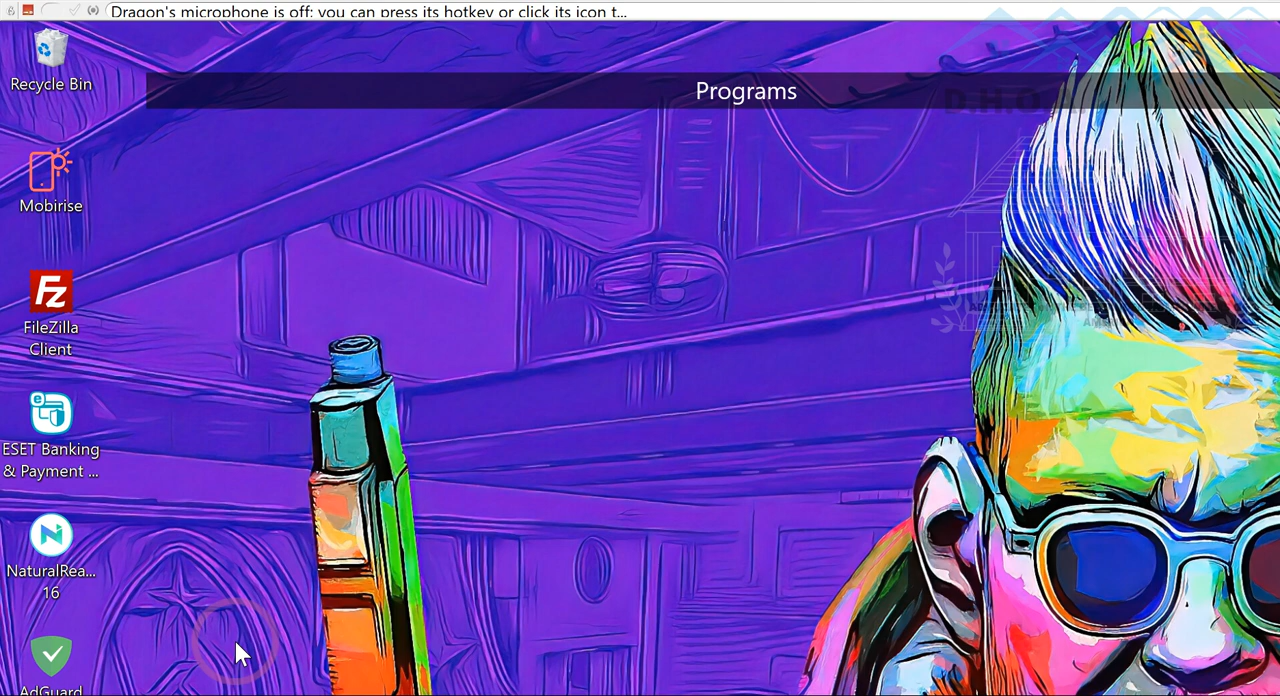 Dragon's microphone is off: you can press its hotkey or click its icon t...
Recycle Bin
Programs
D.H.O
Mobirise
FileZilla
Client
ESET Banking
& Payment ...
NaturalRea...
16
AdGuard